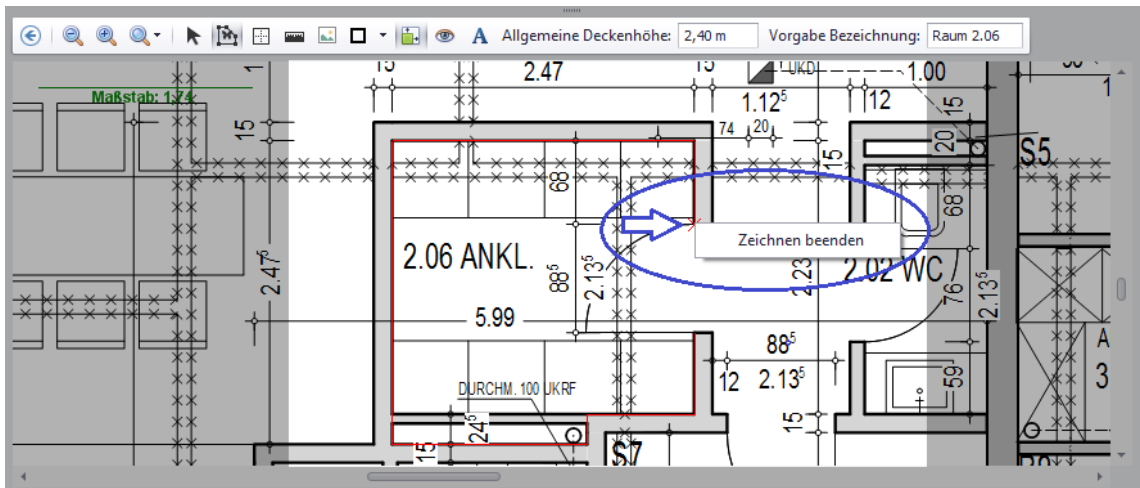 A Allgemeine Deckenhöhe: 2,40 m Vorgabe Bezeichnung: Raum 2.06
15 2.47 15 UKD 1.00
Maßstab: 1,74
1.12⁵ 12 15
15 74 20 15 20 S5
68 68
2.06 ANKL. Zeichnen beenden
2.47⁵ 88⁵ 2.13⁵ 2.23 2.02 WC 76 2.13⁵
5.99
88⁵ A
12 2.13⁵ 59 3
DURCHM. 100 UKRF
24⁵ 15
15 S7